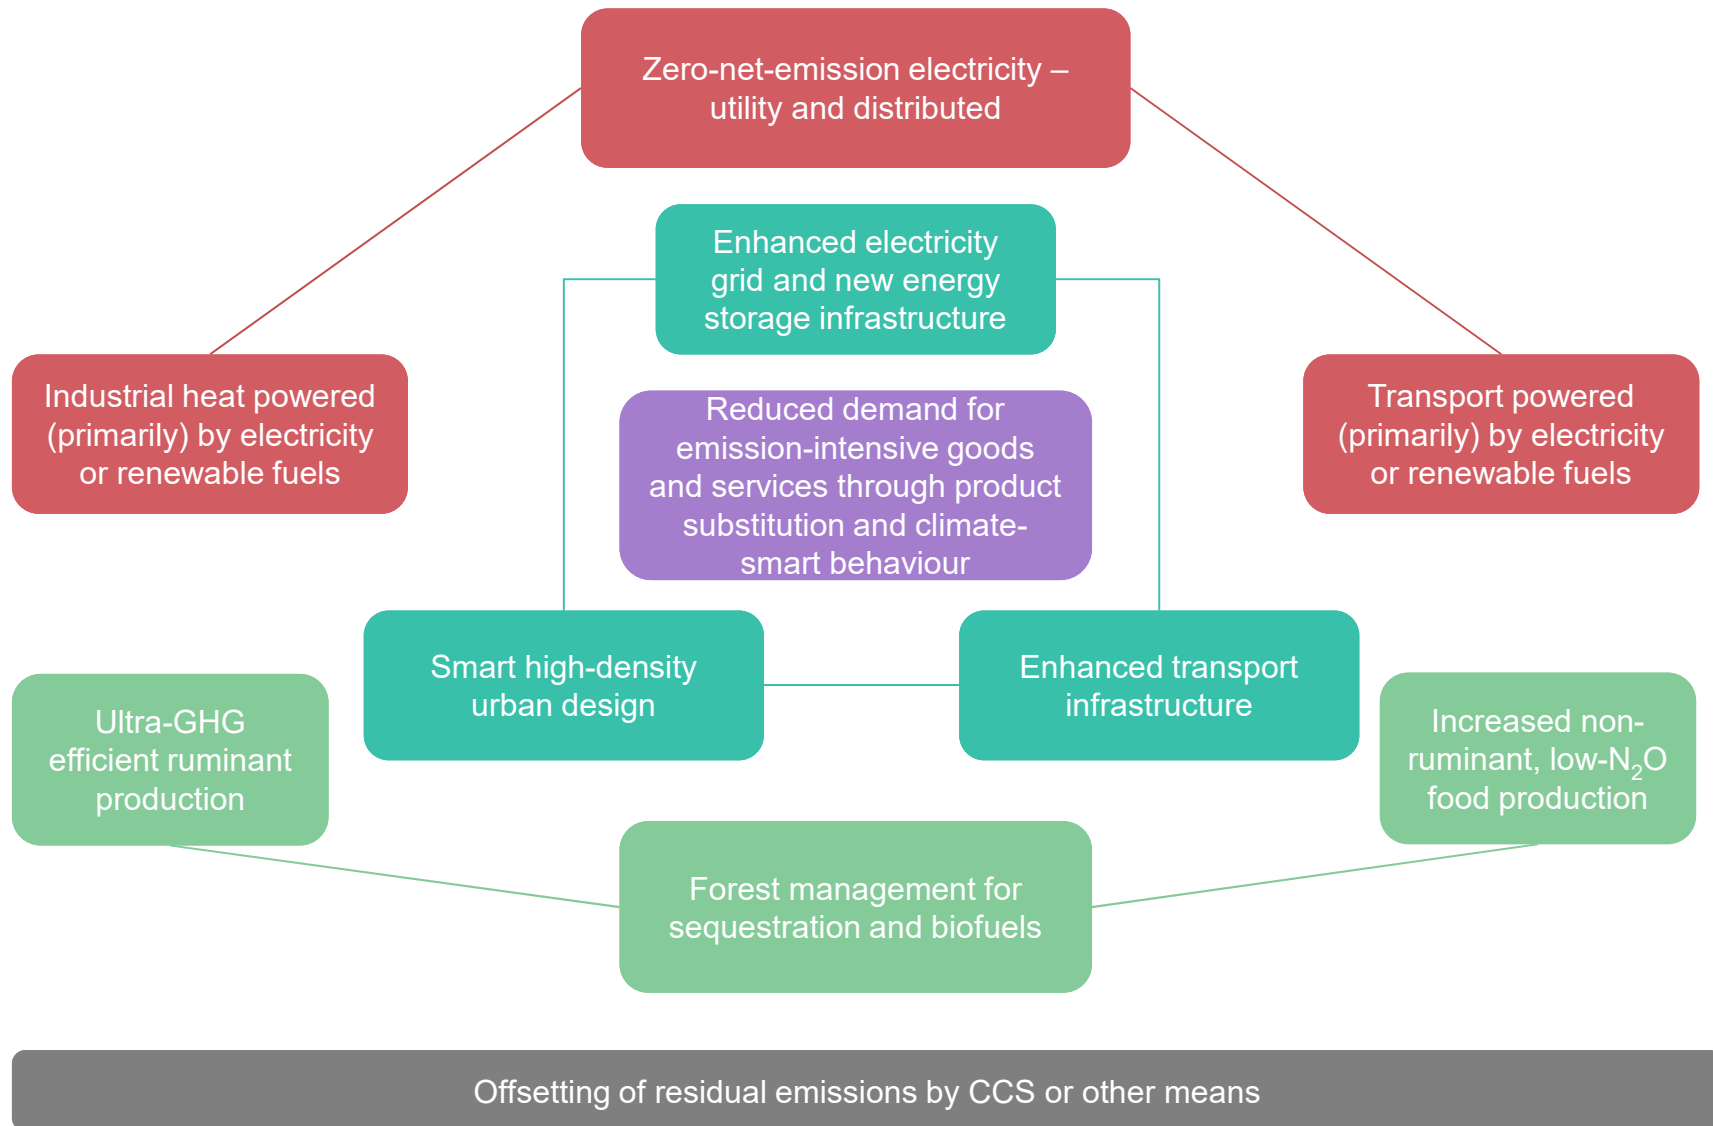 Zero-net-emission electricity –
utility and distributed
Enhanced electricity
grid and new energy
storage infrastructure
Industrial heat powered
(primarily) by electricity
or renewable fuels
Reduced demand for
emission-intensive goods
and services through product
substitution and climate-
smart behaviour
Transport powered
(primarily) by electricity
or renewable fuels
Smart high-density
urban design
Enhanced transport
infrastructure
Ultra-GHG
efficient ruminant
production
Increased non-
ruminant, low-N₂O
food production
Forest management for
sequestration and biofuels
Offsetting of residual emissions by CCS or other means